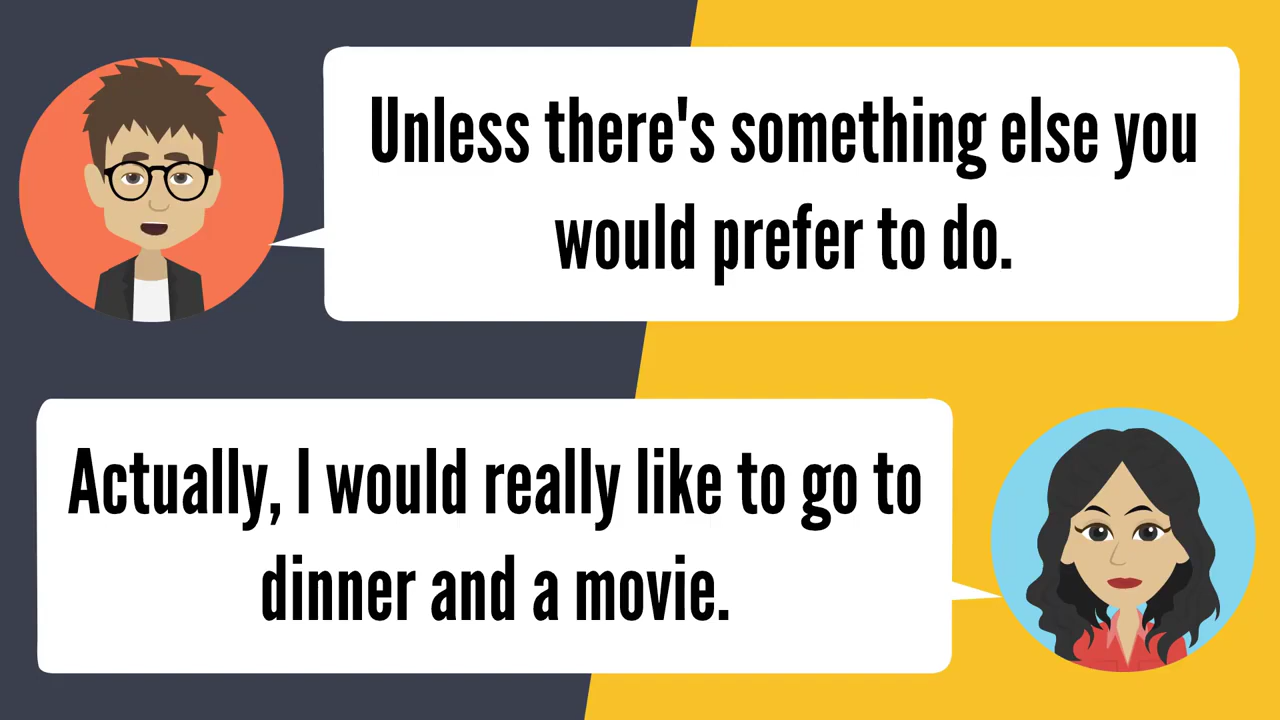 Unless there's something else you
would prefer to do.
Actually, I would really like to go to
dinner and a movie.